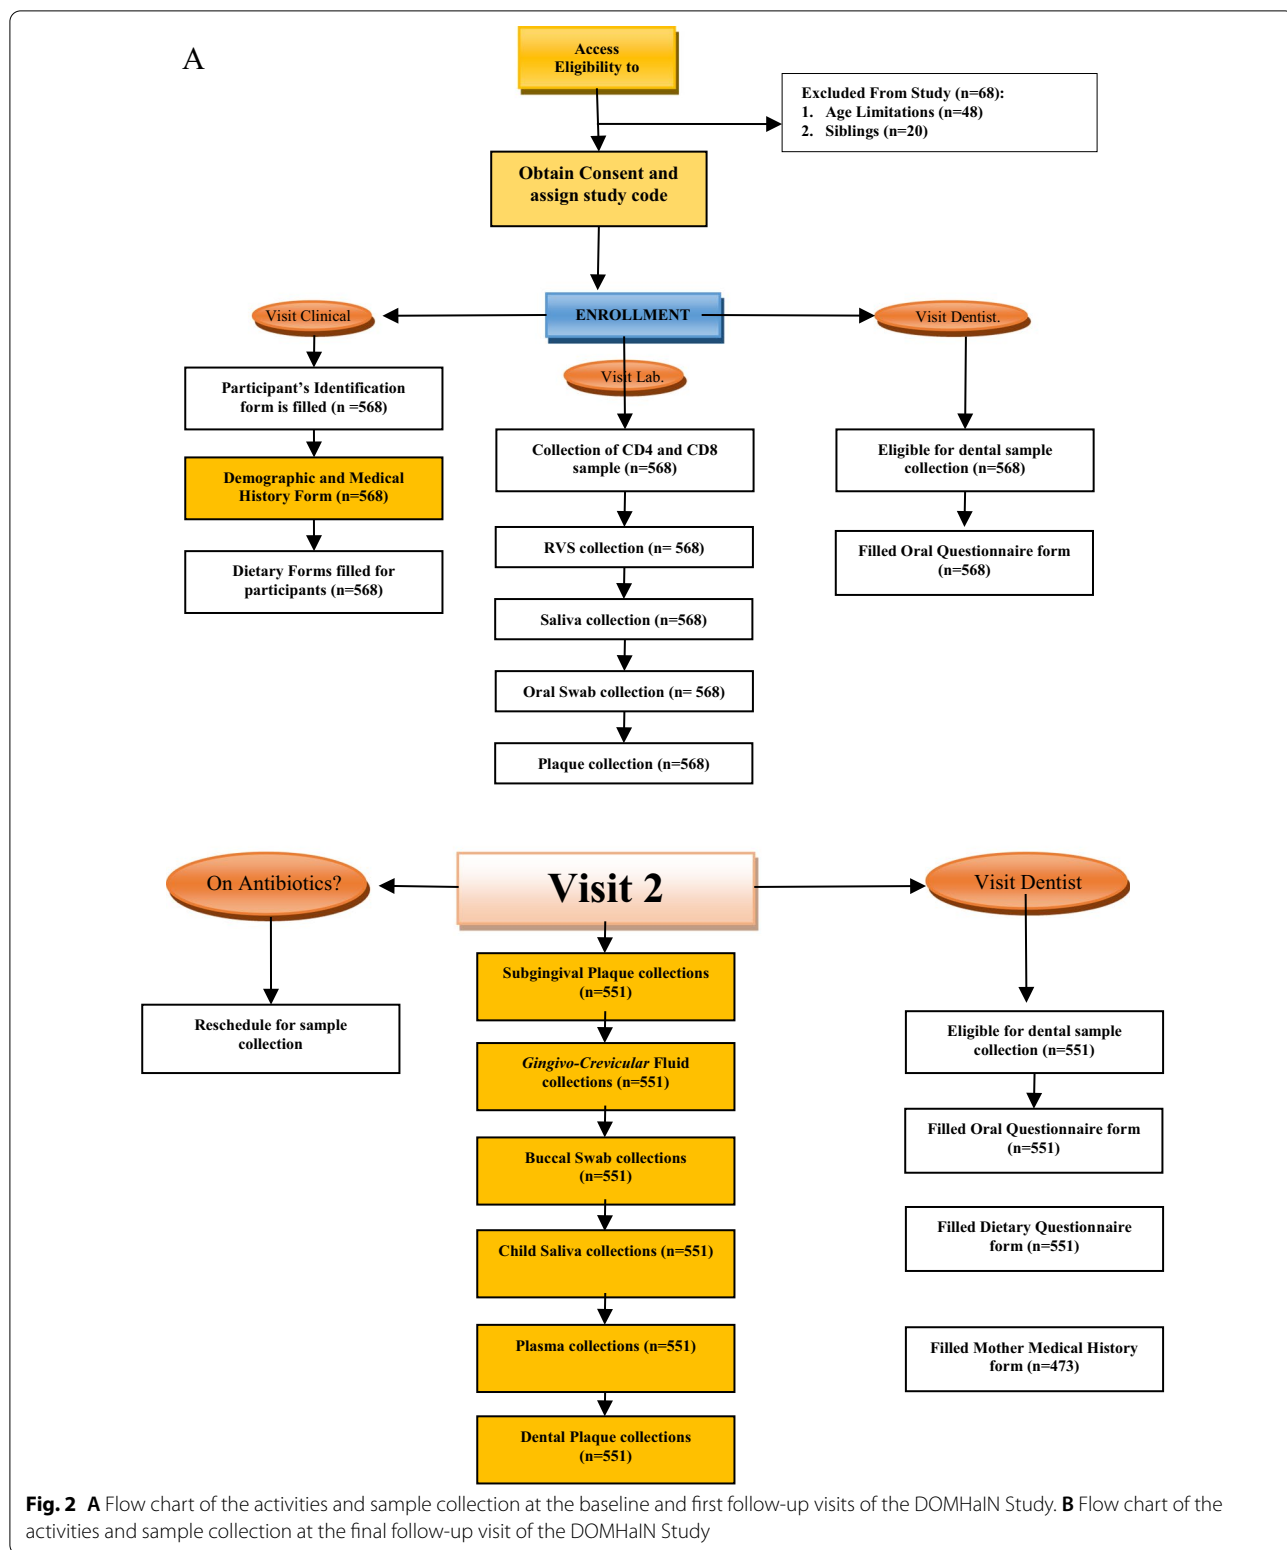 A
Access
Eligibility to
Excluded From Study (n=68):
1. Age Limitations (n=48)
2. Siblings (n=20)
Obtain Consent and
assign study code
Visit Clinical
ENROLLMENT
Visit Dentist.
Participant's Identification
form is filled (n =568)
Demographic and Medical
History Form (n=568)
Dietary Forms filled for
participants (n=568)
Visit Lab.
Collection of CD4 and CD8
sample (n=568)
RVS collection (n= 568)
Saliva collection (n=568)
Oral Swab collection (n= 568)
Plaque collection (n=568)
Eligible for dental sample
collection (n=568)
Filled Oral Questionnaire form
(n=568)
On Antibiotics?
Visit 2
Visit Dentist
Reschedule for sample
collection
Subgingival Plaque collections
(n=551)
Gingivo-Crevicular Fluid
collections (n=551)
Buccal Swab collections
(n=551)
Child Saliva collections (n=551)
Plasma collections (n=551)
Dental Plaque collections
(n=551)
Eligible for dental sample
collection (n=551)
Filled Oral Questionnaire form
(n=551)
Filled Dietary Questionnaire
form (n=551)
Filled Mother Medical History
form (n=473)
Fig. 2 A Flow chart of the activities and sample collection at the baseline and first follow-up visits of the DOMHaIN Study. B Flow chart of the
activities and sample collection at the final follow-up visit of the DOMHaIN Study